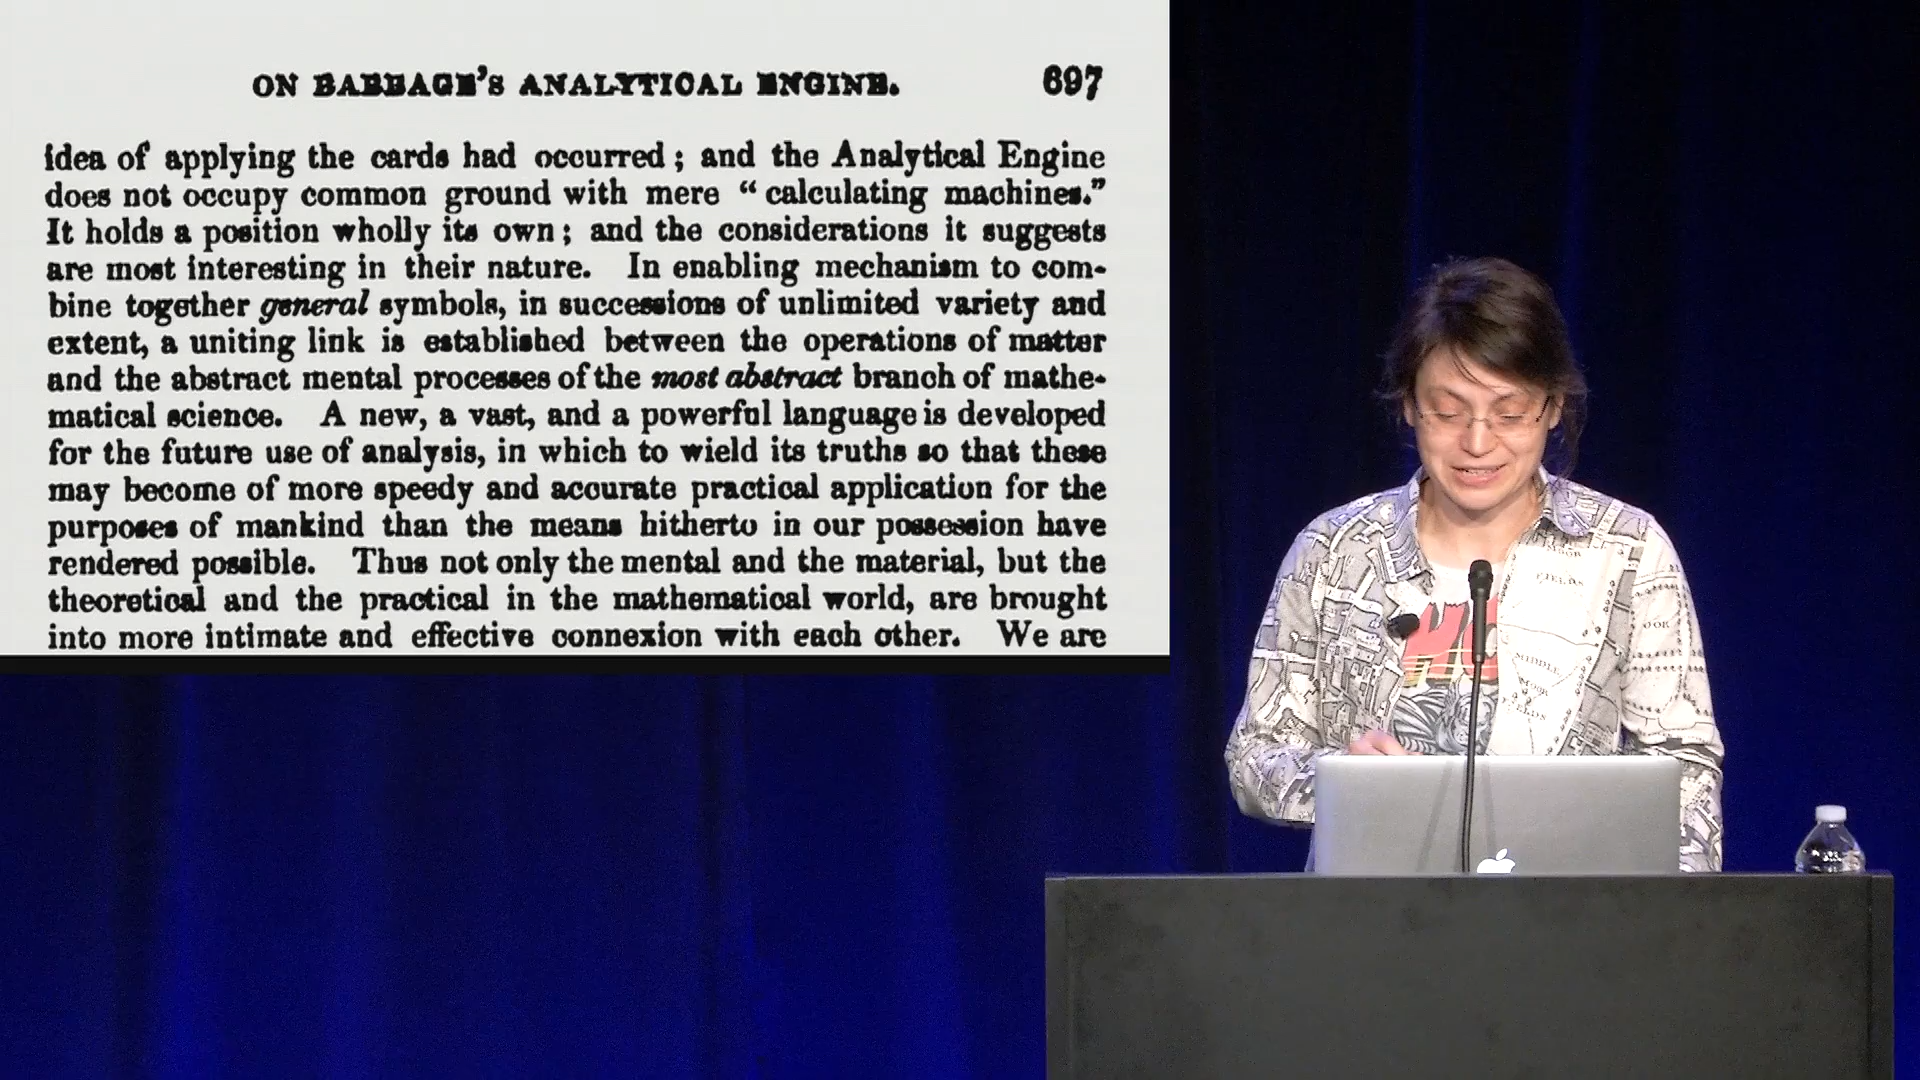 ON BABBAGE'S ANALYTICAL ENGINE. 697
idea of applying the cards had occurred; and the Analytical Engine
does not occupy common ground with mere “calculating machines.”
It holds a position wholly its own; and the considerations it suggests
are most interesting in their nature. In enabling mechanism to com-
bine together general symbols, in successions of unlimited variety and
extent, a uniting link is established between the operations of matter
and the abstract mental processes of the most abstract branch of mathe-
matical science. A new, a vast, and a powerful language is developed
for the future use of analysis, in which to wield its truths so that these
may become of more speedy and accurate practical application for the
purposes of mankind than the means hitherto in our possession have
rendered possible. Thus not only the mental and the material, but the
theoretical and the practical in the mathematical world, are brought
into more intimate and effective connexion with each other. We are
FIELDS
MIDDLE
MOOR
FIELDS